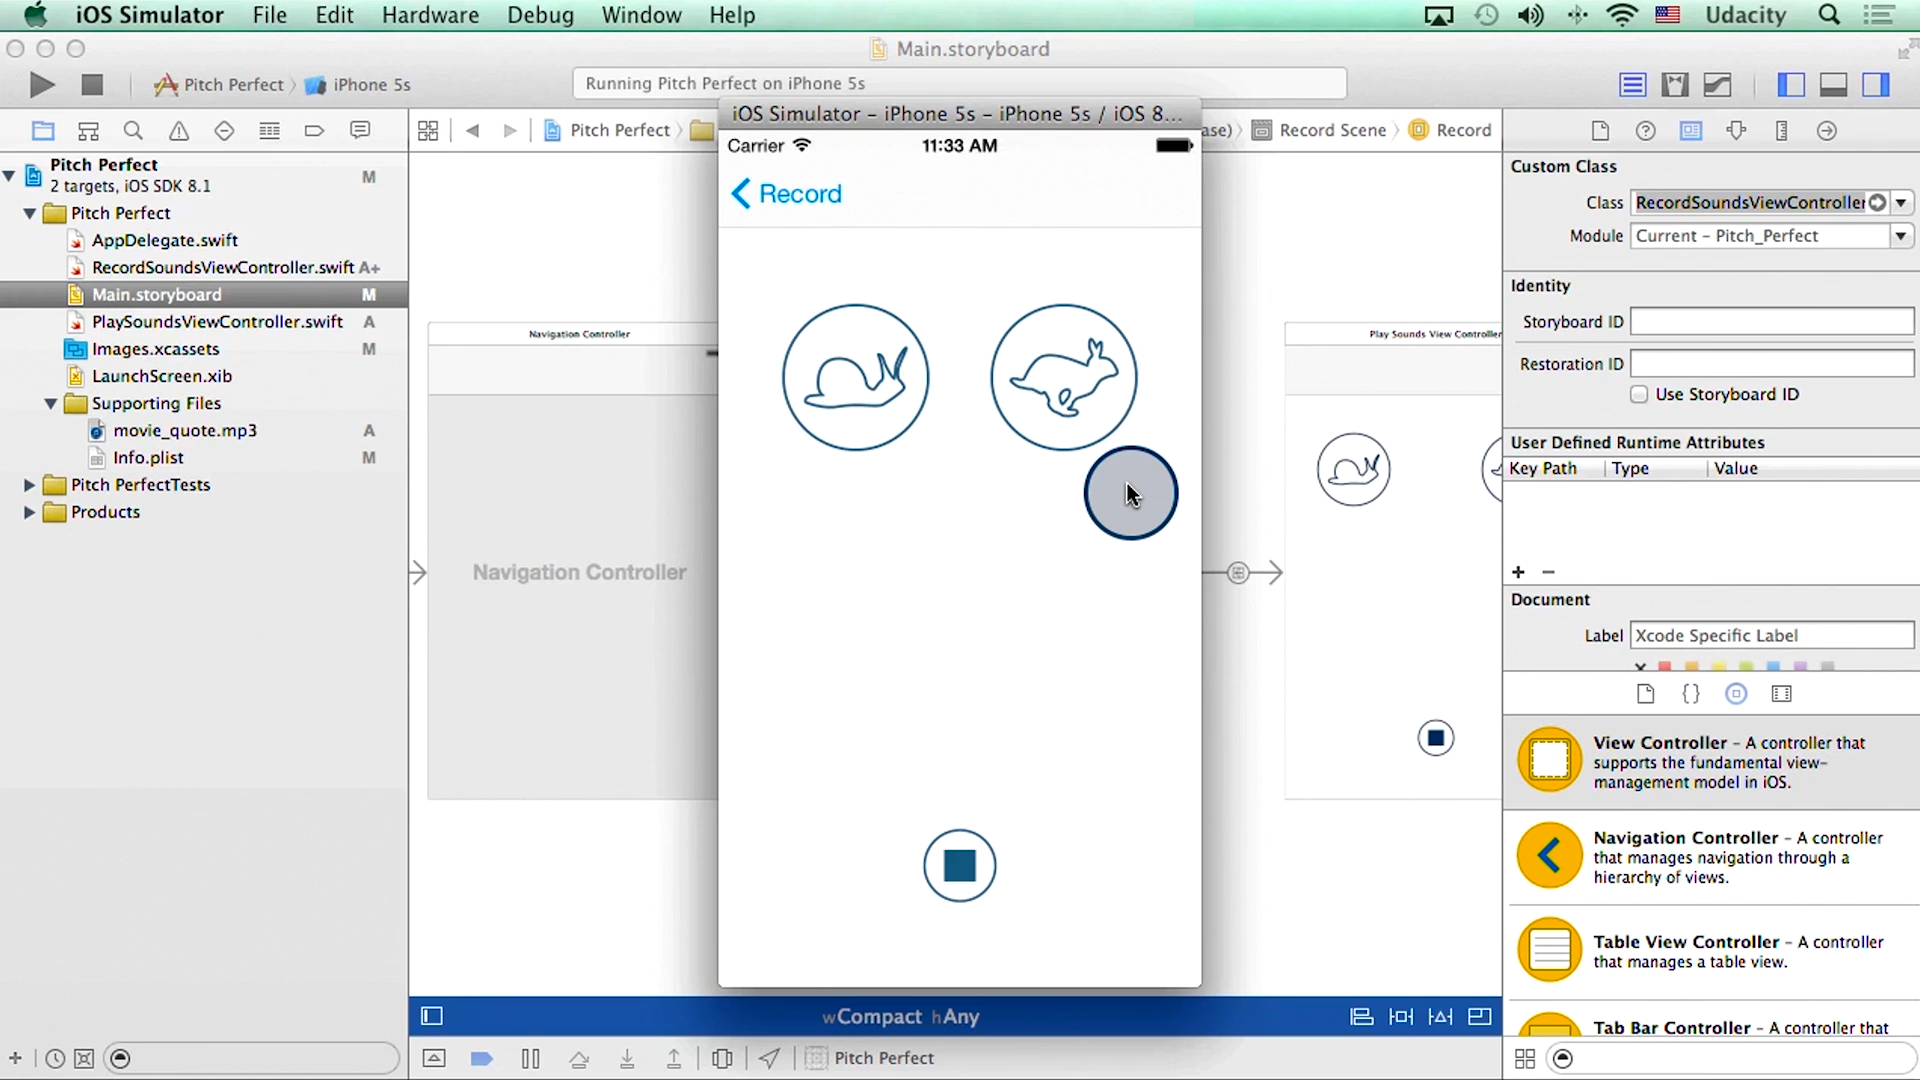 iOS Simulator File Edit Hardware Debug Window Help Udacity
Main.storyboard
Pitch Perfect iPhone 5s
Running Pitch Perfect on iPhone 5s
iOS Simulator – iPhone 5s – iPhone 5s / iOS 8...
Pitch Perfect
ase) Record Scene Record
Pitch Perfect
2 targets, iOS SDK 8.1
M
Pitch Perfect
AppDelegate.swift
RecordSoundsViewController.swift A+
Main.storyboard M
PlaySoundsViewController.swift A
Images.xcassets M
LaunchScreen.xib
Supporting Files
movie_quote.mp3 A
Info.plist M
Pitch PerfectTests
Products
Navigation Controller
Navigation Controller
Carrier 11:33 AM
Record
Play Sounds View Controller
wCompact hAny
Pitch Perfect
Custom Class
Class RecordSoundsViewController
Module Current – Pitch_Perfect
Identity
Storyboard ID
Restoration ID
Use Storyboard ID
User Defined Runtime Attributes
Key Path Type Value
+ −
Document
Label Xcode Specific Label
{}
View Controller – A controller that
supports the fundamental view-
management model in iOS.
Navigation Controller – A controller
that manages navigation through a
hierarchy of views.
Table View Controller – A controller
that manages a table view.
Tab Bar Controller – A controller that